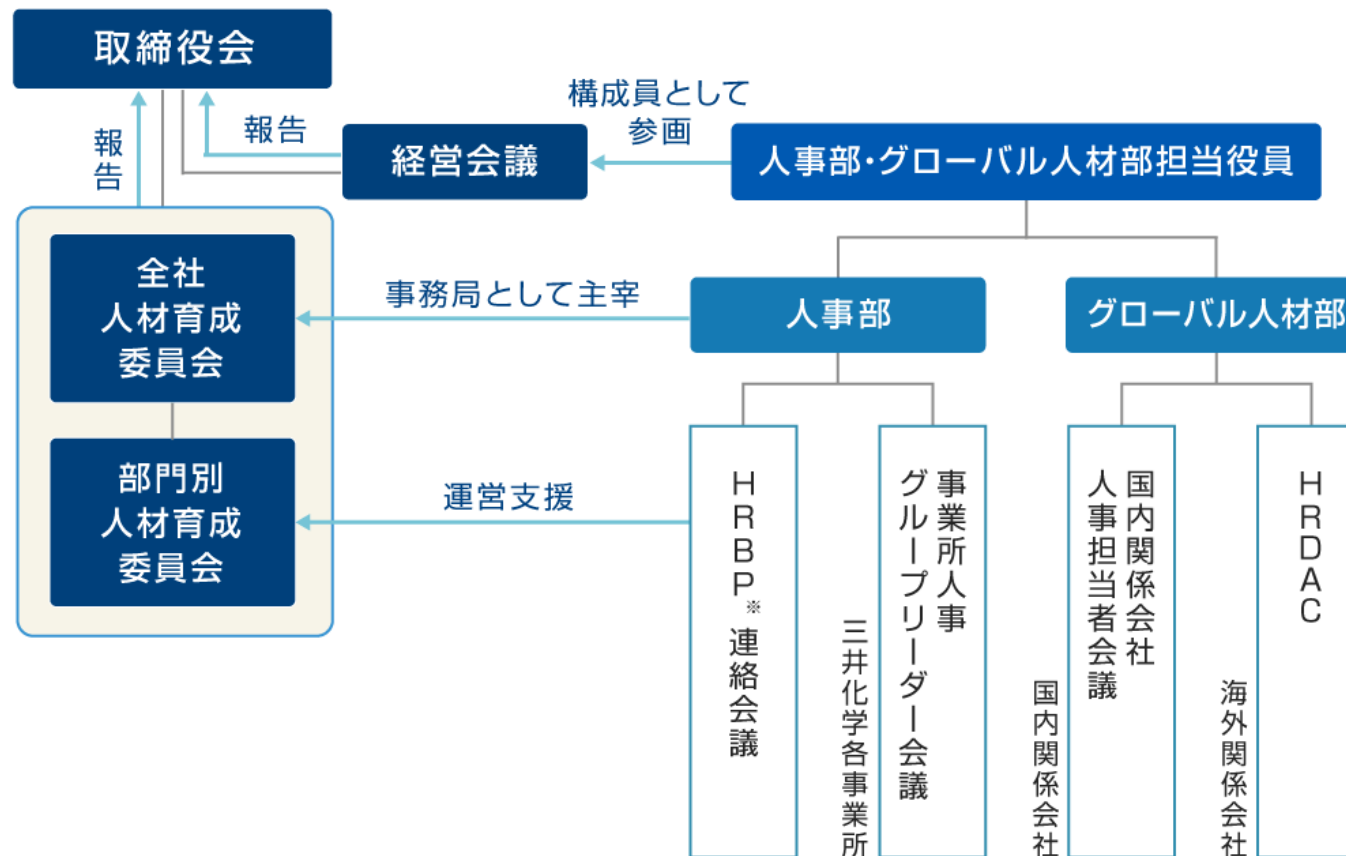 取締役会
報告
報告
経営会議
構成員として
参画
人事部・グローバル人材部担当役員
全社
人材育成
委員会
事務局として主宰
人事部
グローバル人材部
部門別
人材育成
委員会
運営支援
HRBP※連絡会議
三井化学各事業所
事業所人事
グループリーダー会議
国内関係会社
国内関係会社
人事担当者会議
海外関係会社
HRDAC